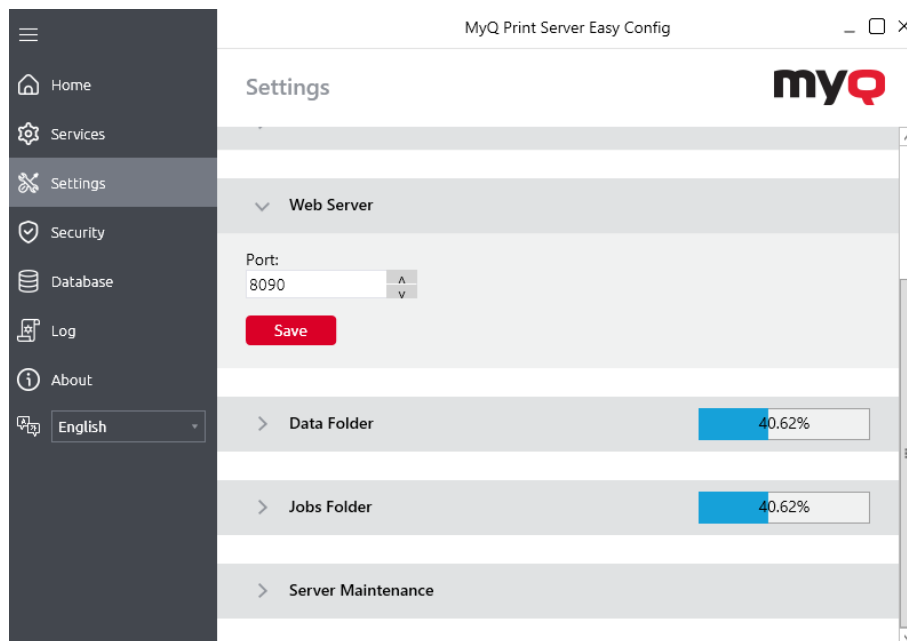 MyQ Print Server Easy Config
Home
Services
Settings
Security
Database
Log
About
English
Settings
myQ
Web Server
Port:
8090
Save
Data Folder
40.62%
Jobs Folder
40.62%
Server Maintenance